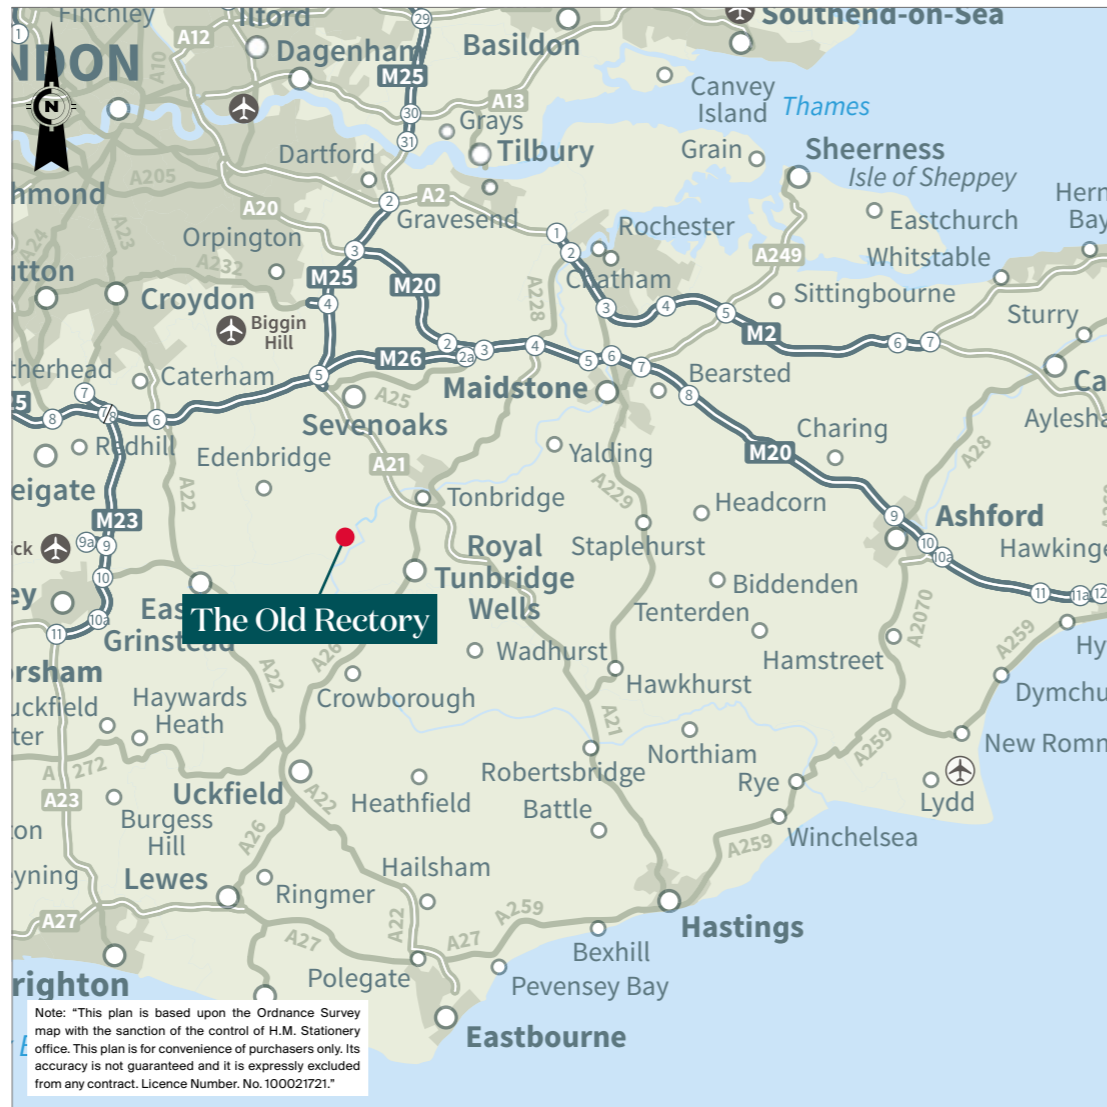 Finchley
Ilford
29
Southend-on-Sea
1
A12
NDON
Dagenham
Basildon
A10
M25
Canvey
Island
Thames
N
A13
30
Grays
31
Dartford
Tilbury
Grain
Sheerness
A205
Isle of Sheppey
hmond
2
A2
Hern
Bay
A20
Gravesend
Eastchurch
A23
A24
Orpington
1
Rochester
3
2
A249
Whitstable
utton
A232
M25
M20
Chatham
A228
Croydon
4
3
4
5
Sittingbourne
Biggin
Hill
M2
Sturry
2
3
4
2a
5
6
7
6
7
therhead
Caterham
5
M26
Maidstone
Bearsted
Ca
7
A25
8
25
8
7/8
6
Sevenoaks
Aylesha
Redhill
Charing
Edenbridge
A21
Yalding
M20
A28
eigate
A22
Tonbridge
A229
Headcorn
M23
9
Ashford
ick
9a
9
Royal
Tunbridge
Wells
Staplehurst
10
10a
Hawkinge
10
Biddenden
11
11a
12
ey
East
Grinstead
The Old Rectory
Tenterden
A2070
A259
10a
11
A26
Wadhurst
Hamstreet
Hy
orsham
A22
Crowborough
Hawkhurst
Dymchu
uckfield
Haywards
Heath
A21
ter
Northiam
A259
New Romn
A 272
Robertsbridge
Rye
Lydd
A23
Uckfield
A22
Heathfield
Battle
Burgess
Hill
A26
Winchelsea
ton
A259
Hailsham
yning
Lewes
Ringmer
A27
A22
A259
Hastings
A27
A27
Bexhill
Polegate
Pevensey Bay
righton
Eastbourne
Note: “This plan is based upon the Ordnance Survey
map with the sanction of the control of H.M. Stationery
office. This plan is for convenience of purchasers only. Its
accuracy is not guaranteed and it is expressly excluded
from any contract. Licence Number. No. 100021721.”